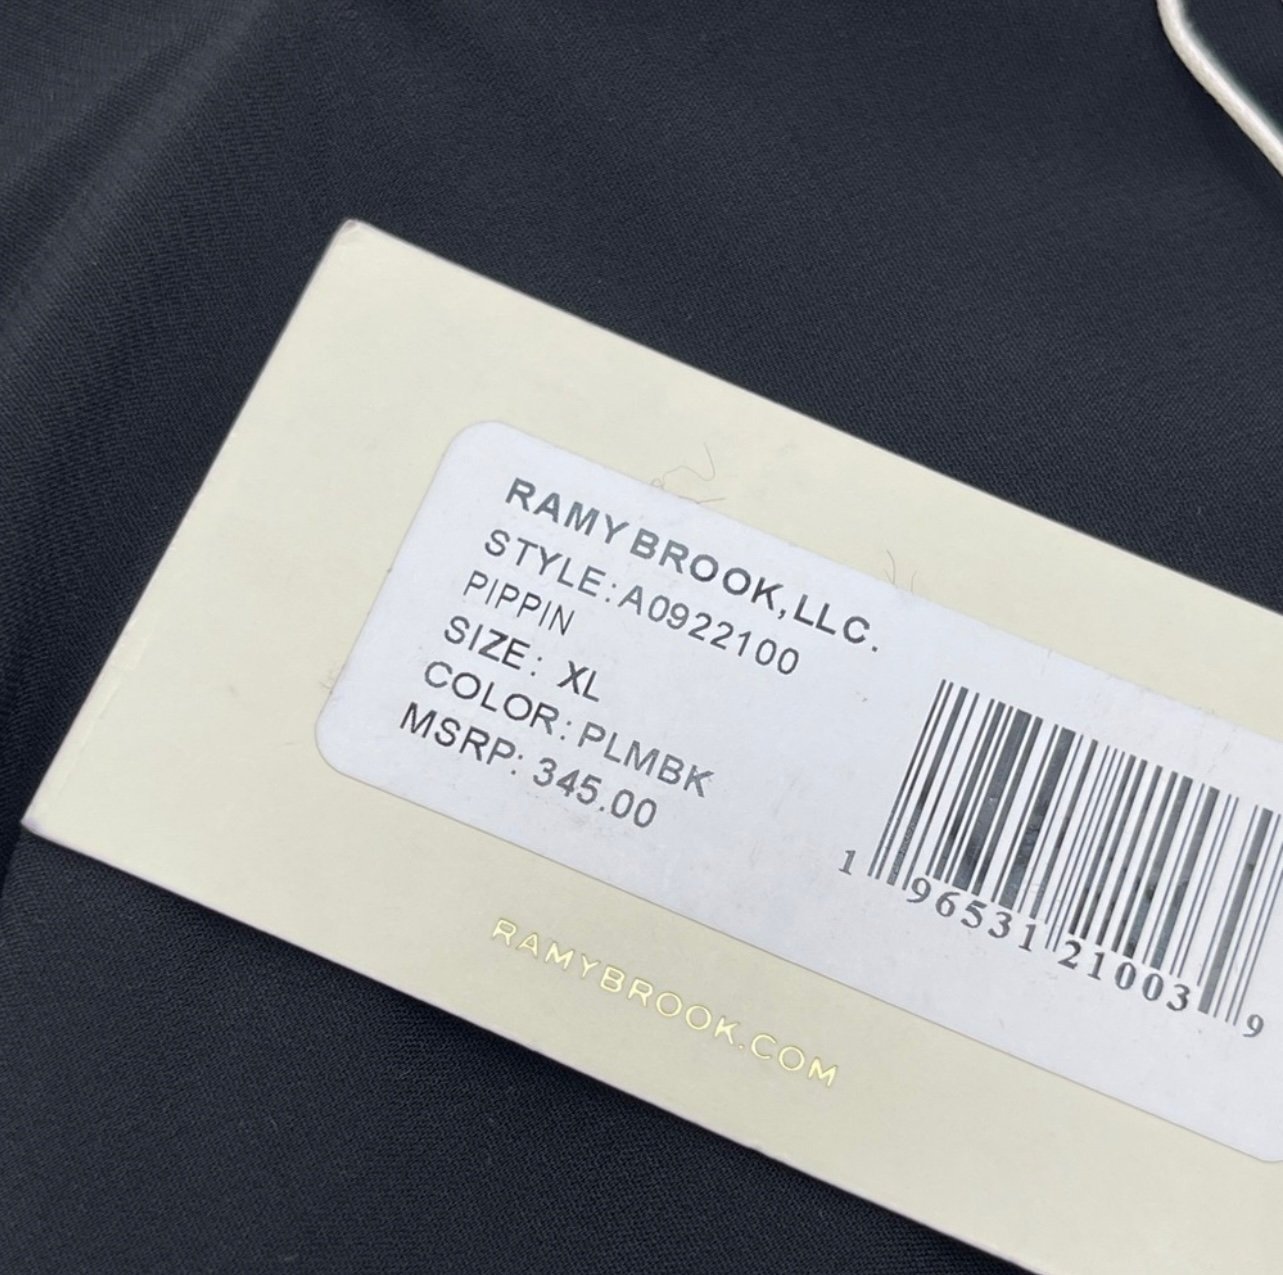 RAMY BROOK, LLC.
STYLE: A0922100
PIPPIN
SIZE: XL
COLOR: PLMBK
MSRP: 345.00
1 96531 21003 9
RAMYBROOK.COM